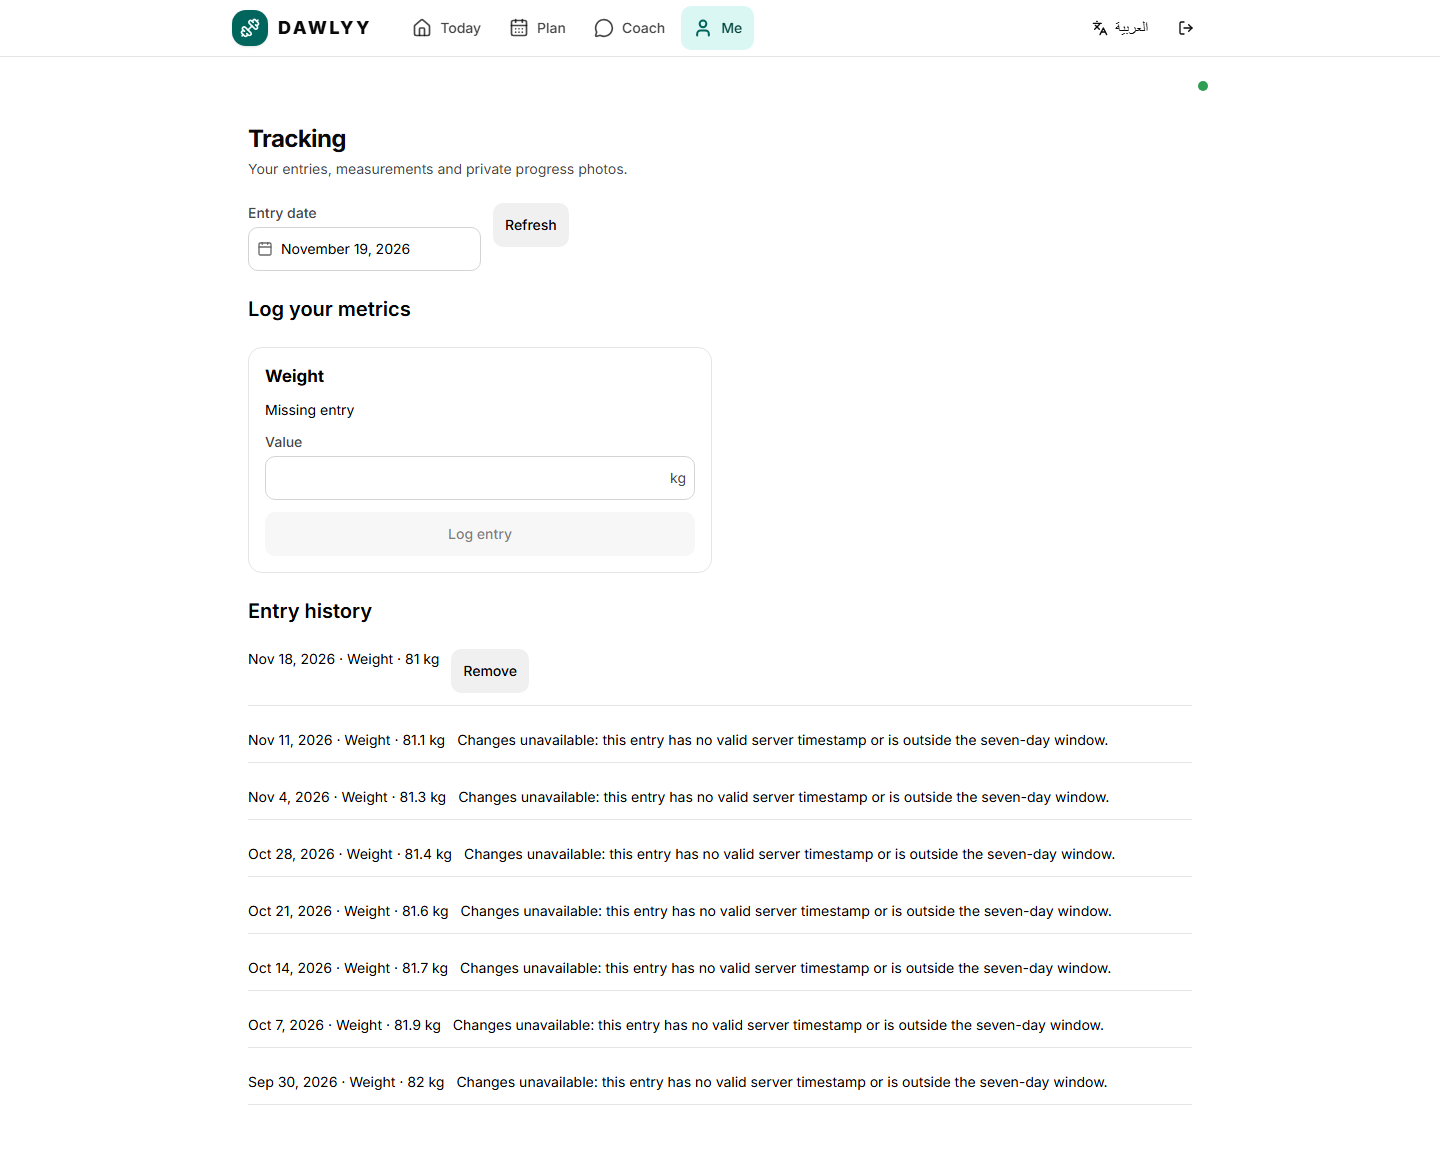 DAWLYY Today Plan Coach Me العربية
Tracking
Your entries, measurements and private progress photos.
Entry date
Refresh
November 19, 2026
Log your metrics
Weight
Missing entry
Value
kg
Log entry
Entry history
Nov 18, 2026 · Weight · 81 kg Remove
Nov 11, 2026 · Weight · 81.1 kg Changes unavailable: this entry has no valid server timestamp or is outside the seven-day window.
Nov 4, 2026 · Weight · 81.3 kg Changes unavailable: this entry has no valid server timestamp or is outside the seven-day window.
Oct 28, 2026 · Weight · 81.4 kg Changes unavailable: this entry has no valid server timestamp or is outside the seven-day window.
Oct 21, 2026 · Weight · 81.6 kg Changes unavailable: this entry has no valid server timestamp or is outside the seven-day window.
Oct 14, 2026 · Weight · 81.7 kg Changes unavailable: this entry has no valid server timestamp or is outside the seven-day window.
Oct 7, 2026 · Weight · 81.9 kg Changes unavailable: this entry has no valid server timestamp or is outside the seven-day window.
Sep 30, 2026 · Weight · 82 kg Changes unavailable: this entry has no valid server timestamp or is outside the seven-day window.